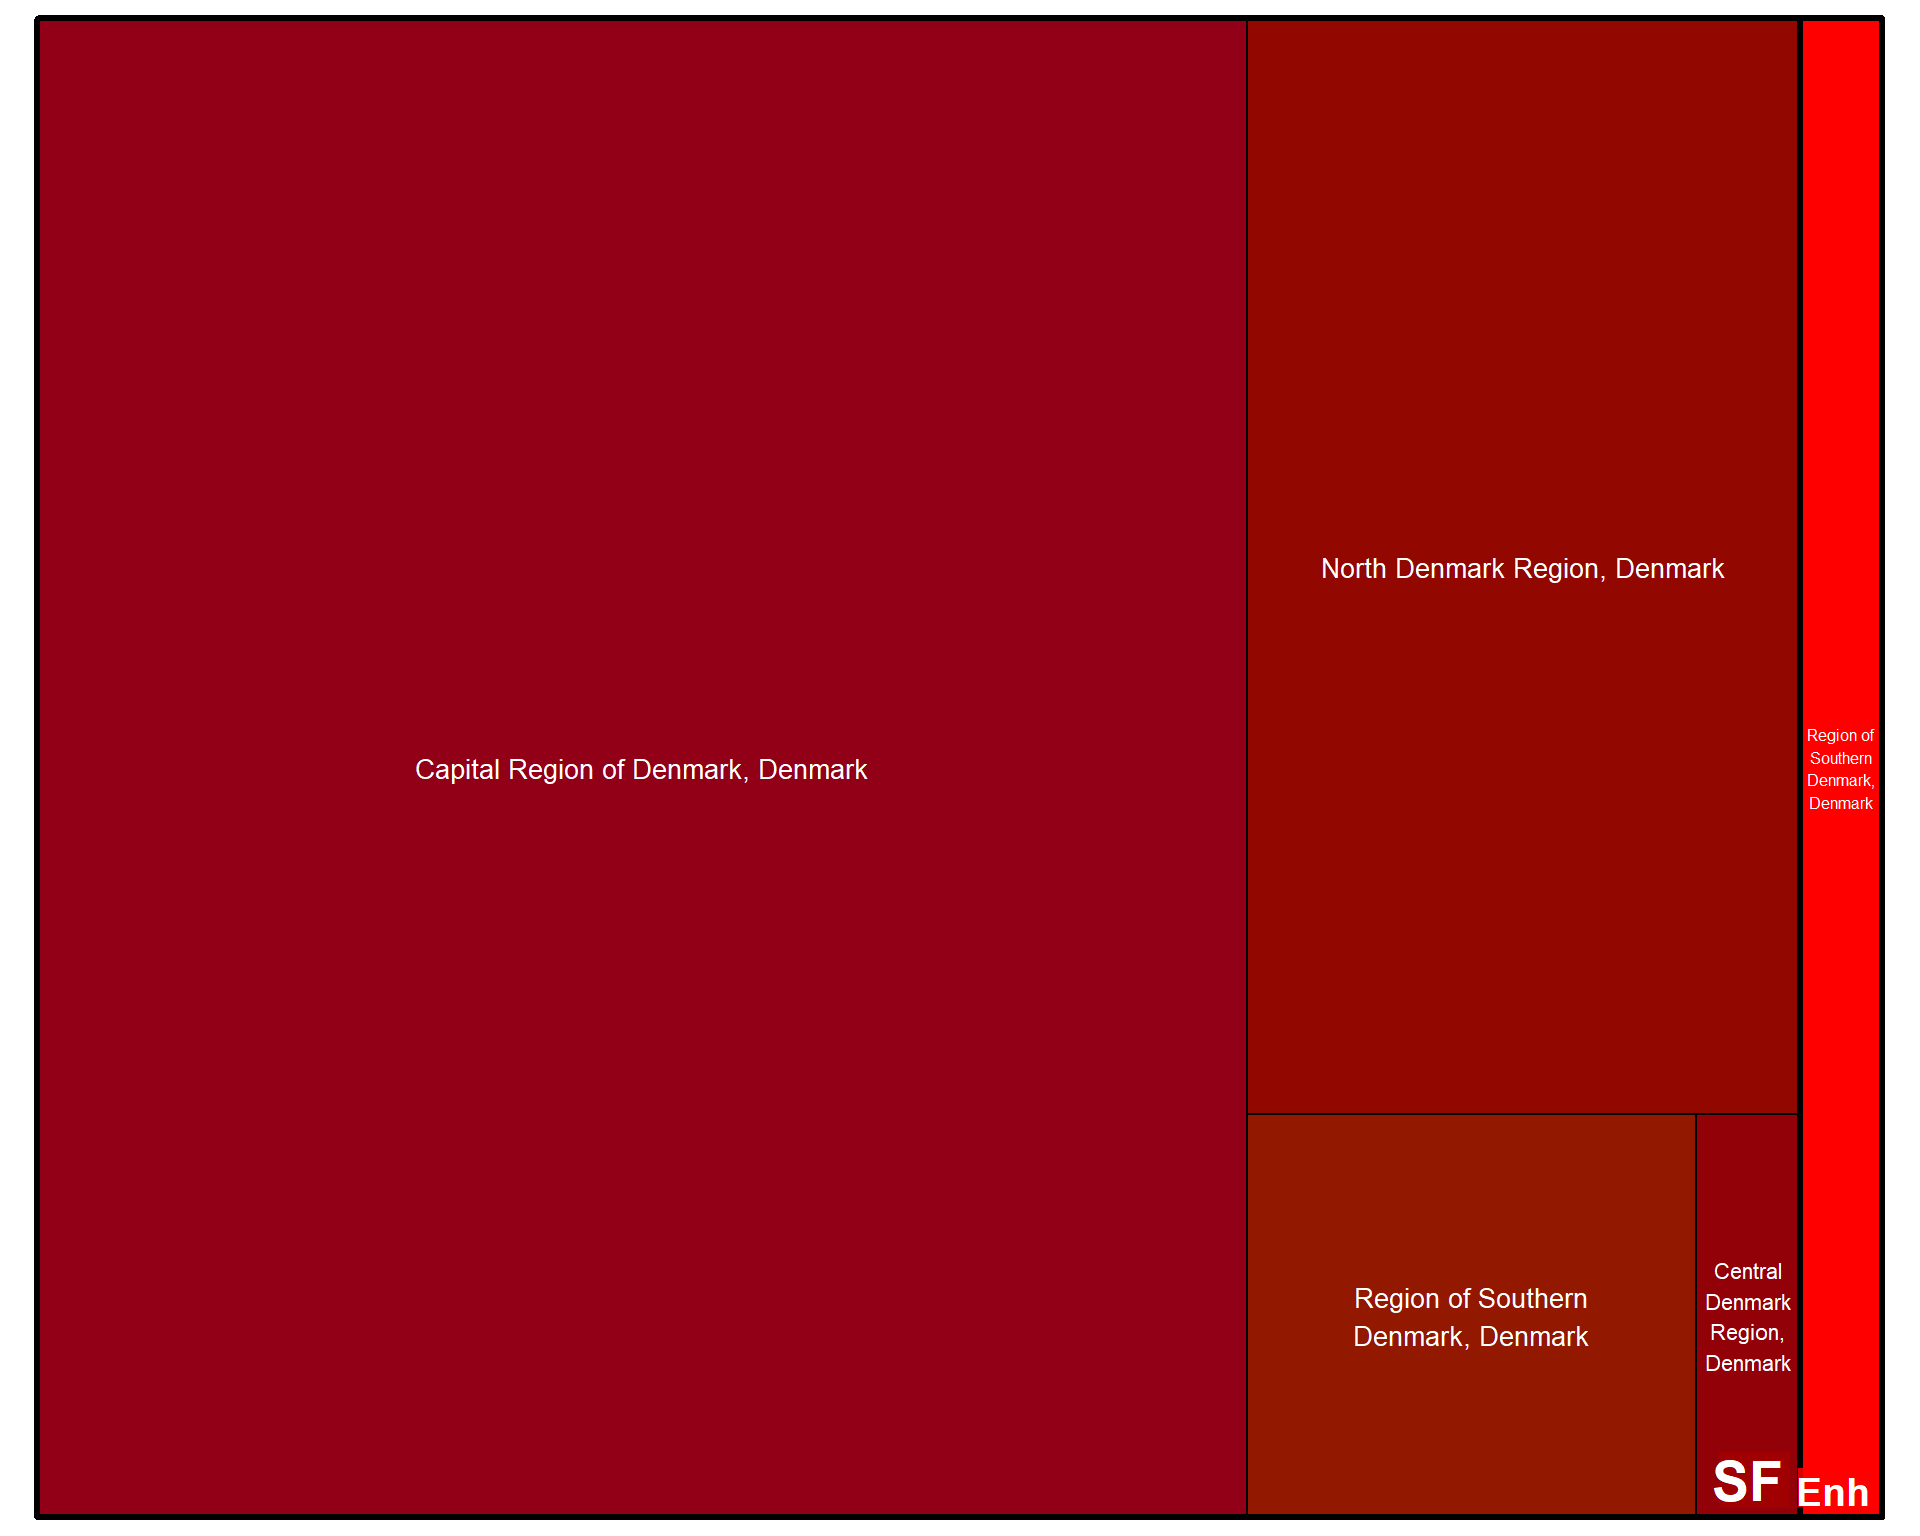 Capital Region of Denmark, Denmark
North Denmark Region, Denmark
Region of Southern
Denmark, Denmark
Central
Denmark
Region,
Denmark
SF
Region of
Southern
Denmark,
Denmark
Enh